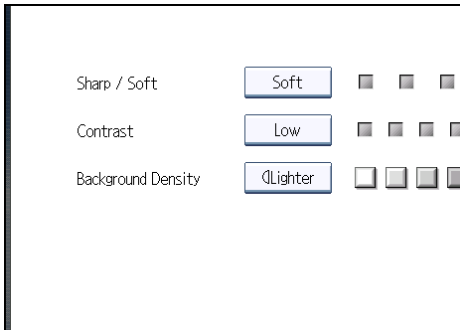 Sharp / Soft Soft
Contrast Low
Background Density Lighter